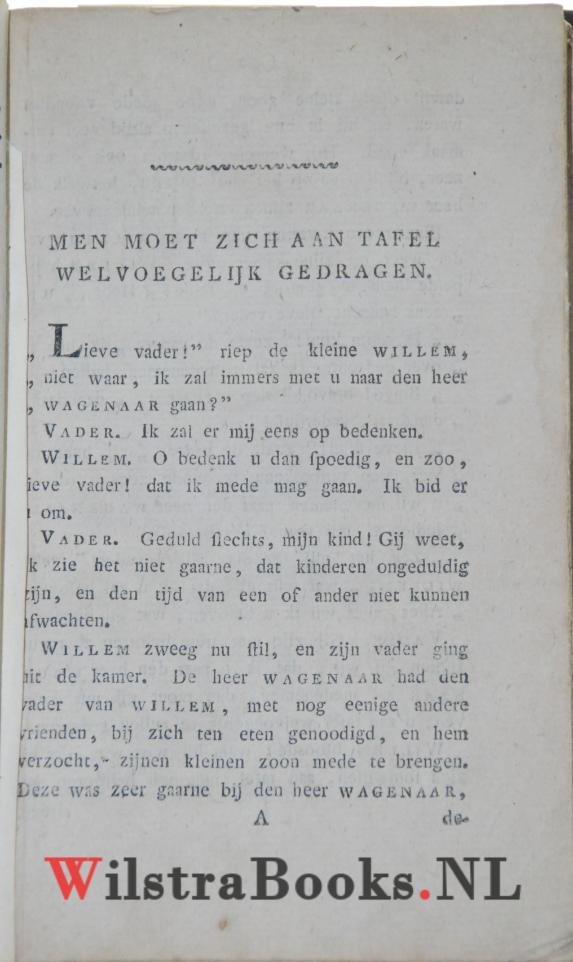 MEN MOET ZICH AAN TAFEL
WELVOEGELIJK GEDRAGEN.
„ Lieve vader!” riep de kleine WILLEM,
„ niet waar, ik zal immers met u naar den heer
„ WAGENAAR gaan?”
VADER. Ik zal er mij eens op bedenken.
WILLEM. O bedenk u dan ſpoedig, en zoo,
lieve vader! dat ik mede mag gaan. Ik bid er
u om.
VADER. Geduld ſlechts, mijn kind! Gij weet,
ik zie het niet gaarne, dat kinderen ongeduldig
zijn, en den tijd van een of ander niet kunnen
afwachten.
WILLEM zweeg nu ſtil, en zijn vader ging
uit de kamer. De heer WAGENAAR had den
vader van WILLEM, met nog eenige andere
vrienden, bij zich ten eten genoodigd, en hem
verzocht, zijnen kleinen zoon mede te brengen.
Deze was zeer gaarne bij den heer WAGENAAR,
A de-
WilstraBooks.NL